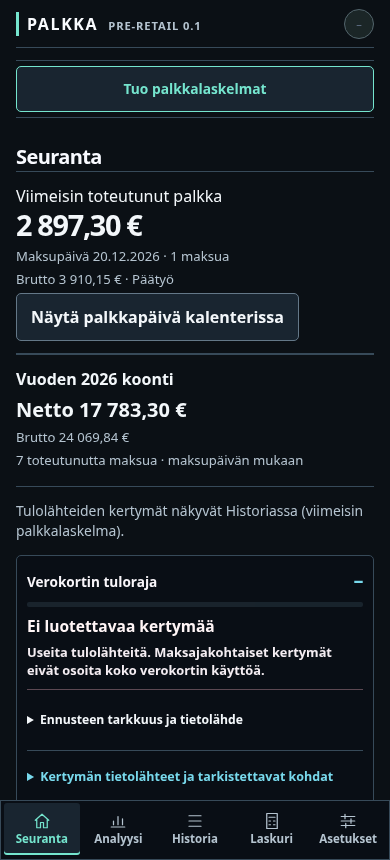 PALKKA PRE-RETAIL 0.1
–
Tuo palkkalaskelmat
Seuranta
Viimeisin toteutunut palkka
2 897,30 €
Maksupäivä 20.12.2026 · 1 maksua
Brutto 3 910,15 € · Päätyö
Näytä palkkapäivä kalenterissa
Vuoden 2026 koonti
Netto 17 783,30 €
Brutto 24 069,84 €
7 toteutunutta maksua · maksupäivän mukaan
Tulolähteiden kertymät näkyvät Historiassa (viimeisin
palkkalaskelma).
Verokortin tuloraja –
Ei luotettavaa kertymää
Useita tulolähteitä. Maksajakohtaiset kertymät
eivät osoita koko verokortin käyttöä.
Ennusteen tarkkuus ja tietolähde
Kertymän tietolähteet ja tarkistettavat kohdat
Seuranta Analyysi Historia Laskuri Asetukset